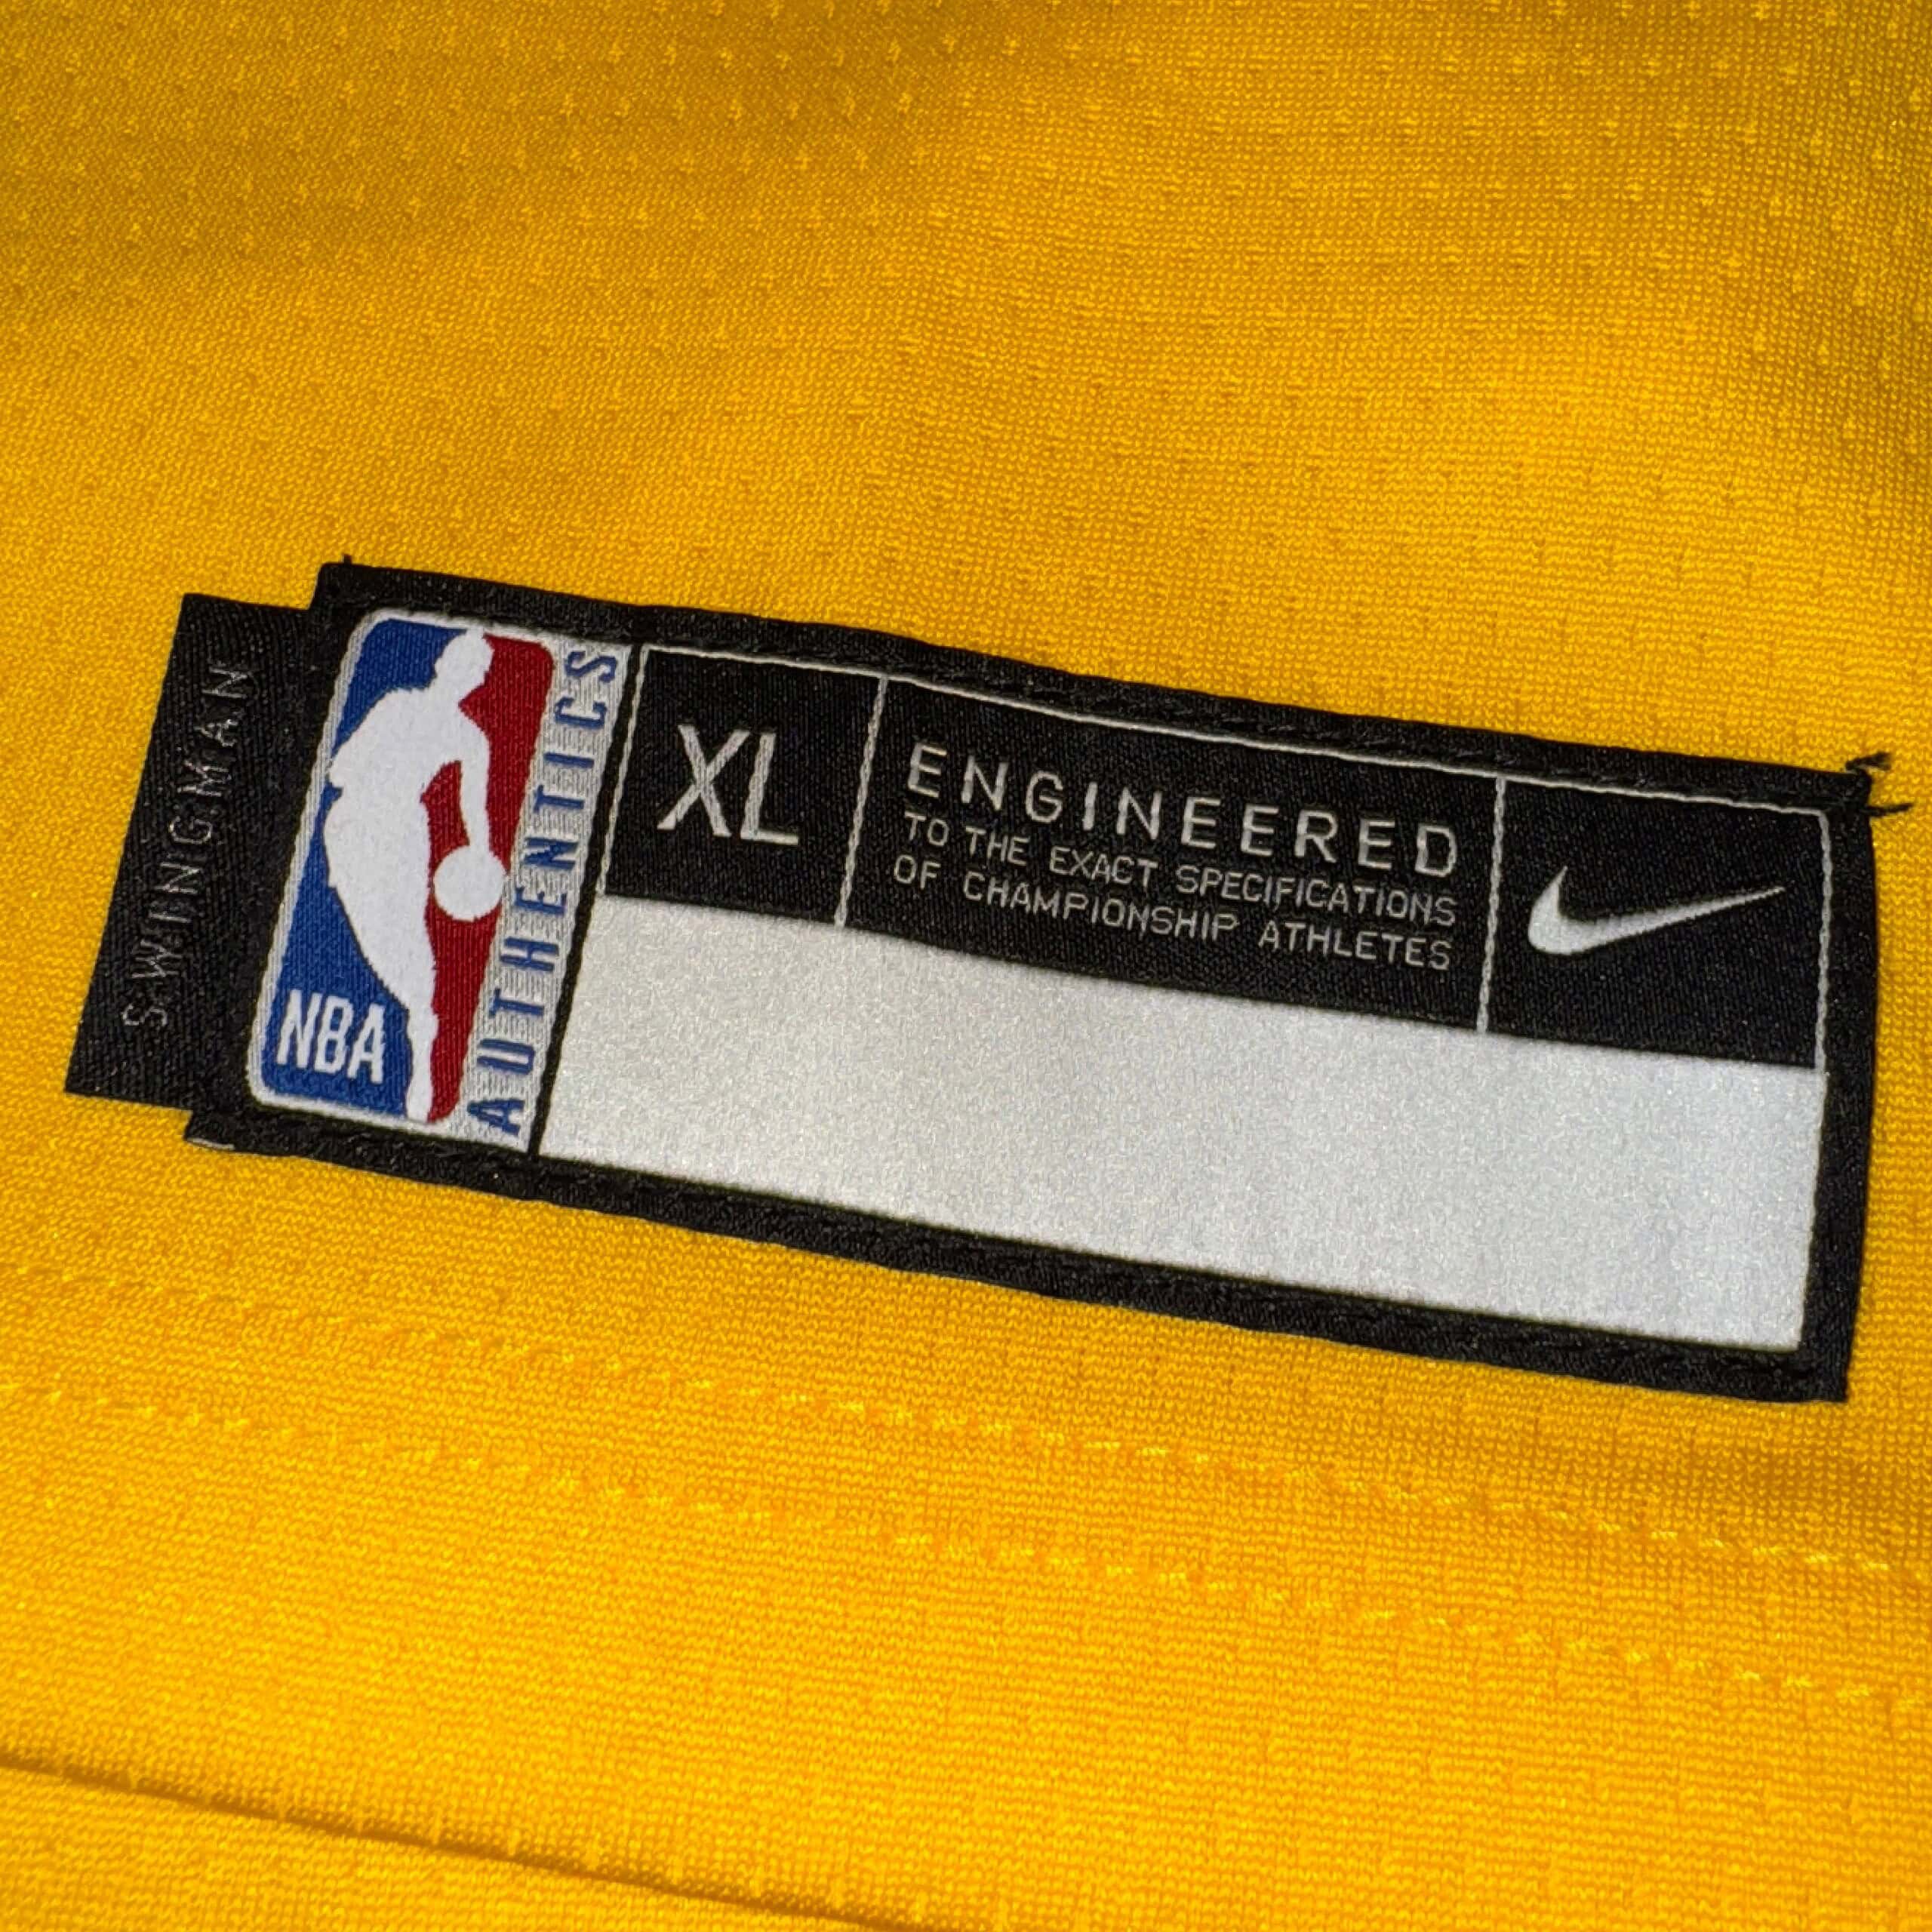 SWINGMAN
NBA
AUTHENTICS
XL
ENGINEERED
TO THE EXACT SPECIFICATIONS
OF CHAMPIONSHIP ATHLETES